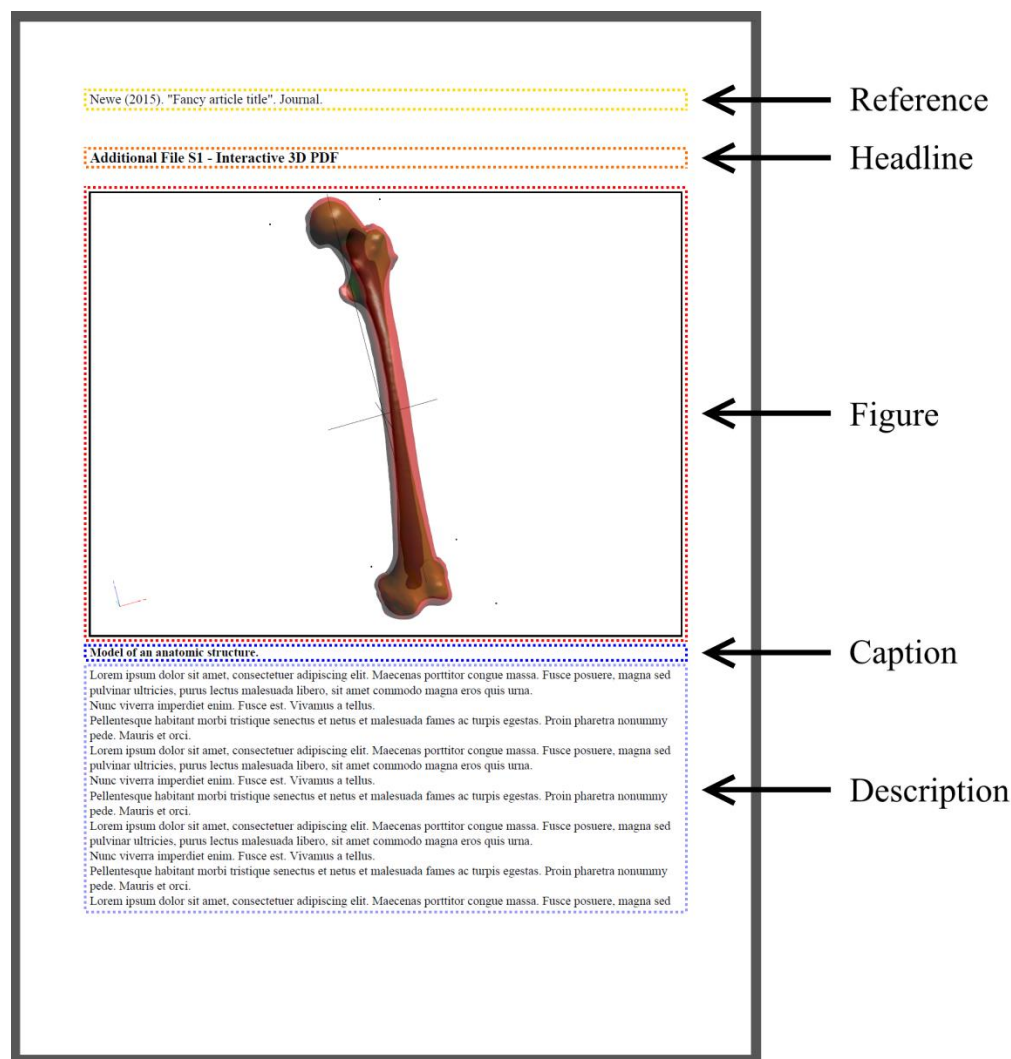 Newe (2015). "Fancy article title". Journal.
Reference
Additional File S1 - Interactive 3D PDF
Headline
Figure
Model of an anatomic structure.
Caption
Lorem ipsum dolor sit amet, consectetuer adipiscing elit. Maecenas porttitor congue massa. Fusce posuere, magna sed
pulvinar ultricies, purus lectus malesuada libero, sit amet commodo magna eros quis urna.
Nunc viverra imperdiet enim. Fusce est. Vivamus a tellus.
Pellentesque habitant morbi tristique senectus et netus et malesuada fames ac turpis egestas. Proin pharetra nonummy
pede. Mauris et orci.
Lorem ipsum dolor sit amet, consectetuer adipiscing elit. Maecenas porttitor congue massa. Fusce posuere, magna sed
pulvinar ultricies, purus lectus malesuada libero, sit amet commodo magna eros quis urna.
Nunc viverra imperdiet enim. Fusce est. Vivamus a tellus.
Pellentesque habitant morbi tristique senectus et netus et malesuada fames ac turpis egestas. Proin pharetra nonummy
pede. Mauris et orci.
Lorem ipsum dolor sit amet, consectetuer adipiscing elit. Maecenas porttitor congue massa. Fusce posuere, magna sed
pulvinar ultricies, purus lectus malesuada libero, sit amet commodo magna eros quis urna.
Nunc viverra imperdiet enim. Fusce est. Vivamus a tellus.
Pellentesque habitant morbi tristique senectus et netus et malesuada fames ac turpis egestas. Proin pharetra nonummy
pede. Mauris et orci.
Lorem ipsum dolor sit amet, consectetuer adipiscing elit. Maecenas porttitor congue massa. Fusce posuere, magna sed
Description